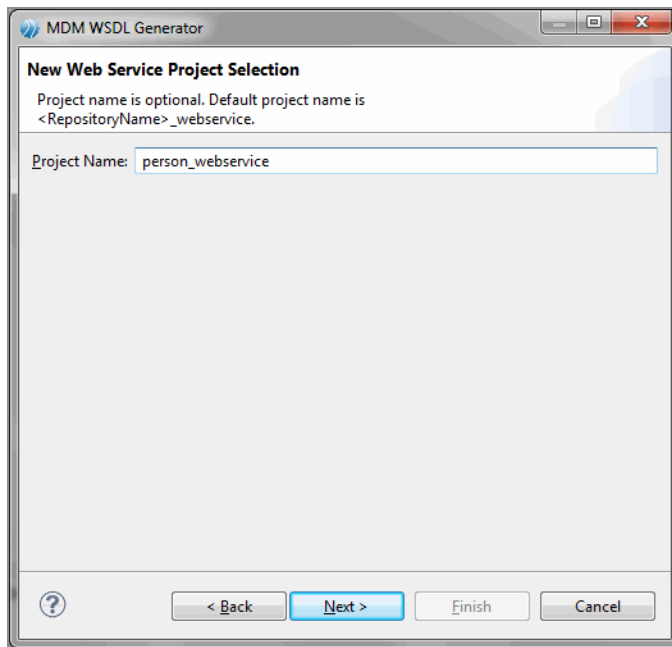 MDM WSDL Generator
New Web Service Project Selection
Project name is optional. Default project name is
<RepositoryName>_webservice.
Project Name: person_webservice
?
< Back Next > Finish Cancel